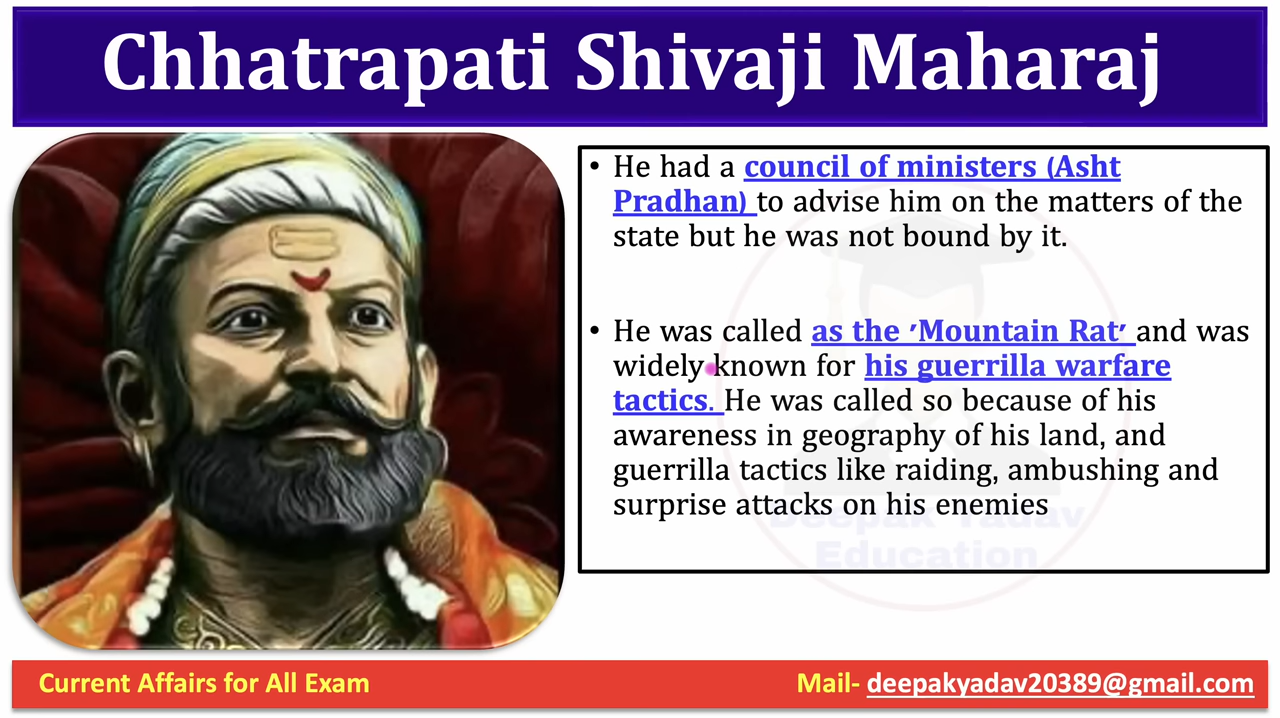 Chhatrapati Shivaji Maharaj
• He had a council of ministers (Asht
Pradhan) to advise him on the matters of the
state but he was not bound by it.
• He was called as the 'Mountain Rat' and was
widely known for his guerrilla warfare
tactics. He was called so because of his
awareness in geography of his land, and
guerrilla tactics like raiding, ambushing and
surprise attacks on his enemies
Deepak Yadav
Education
Current Affairs for All Exam
Mail- deepakyadav20389@gmail.com